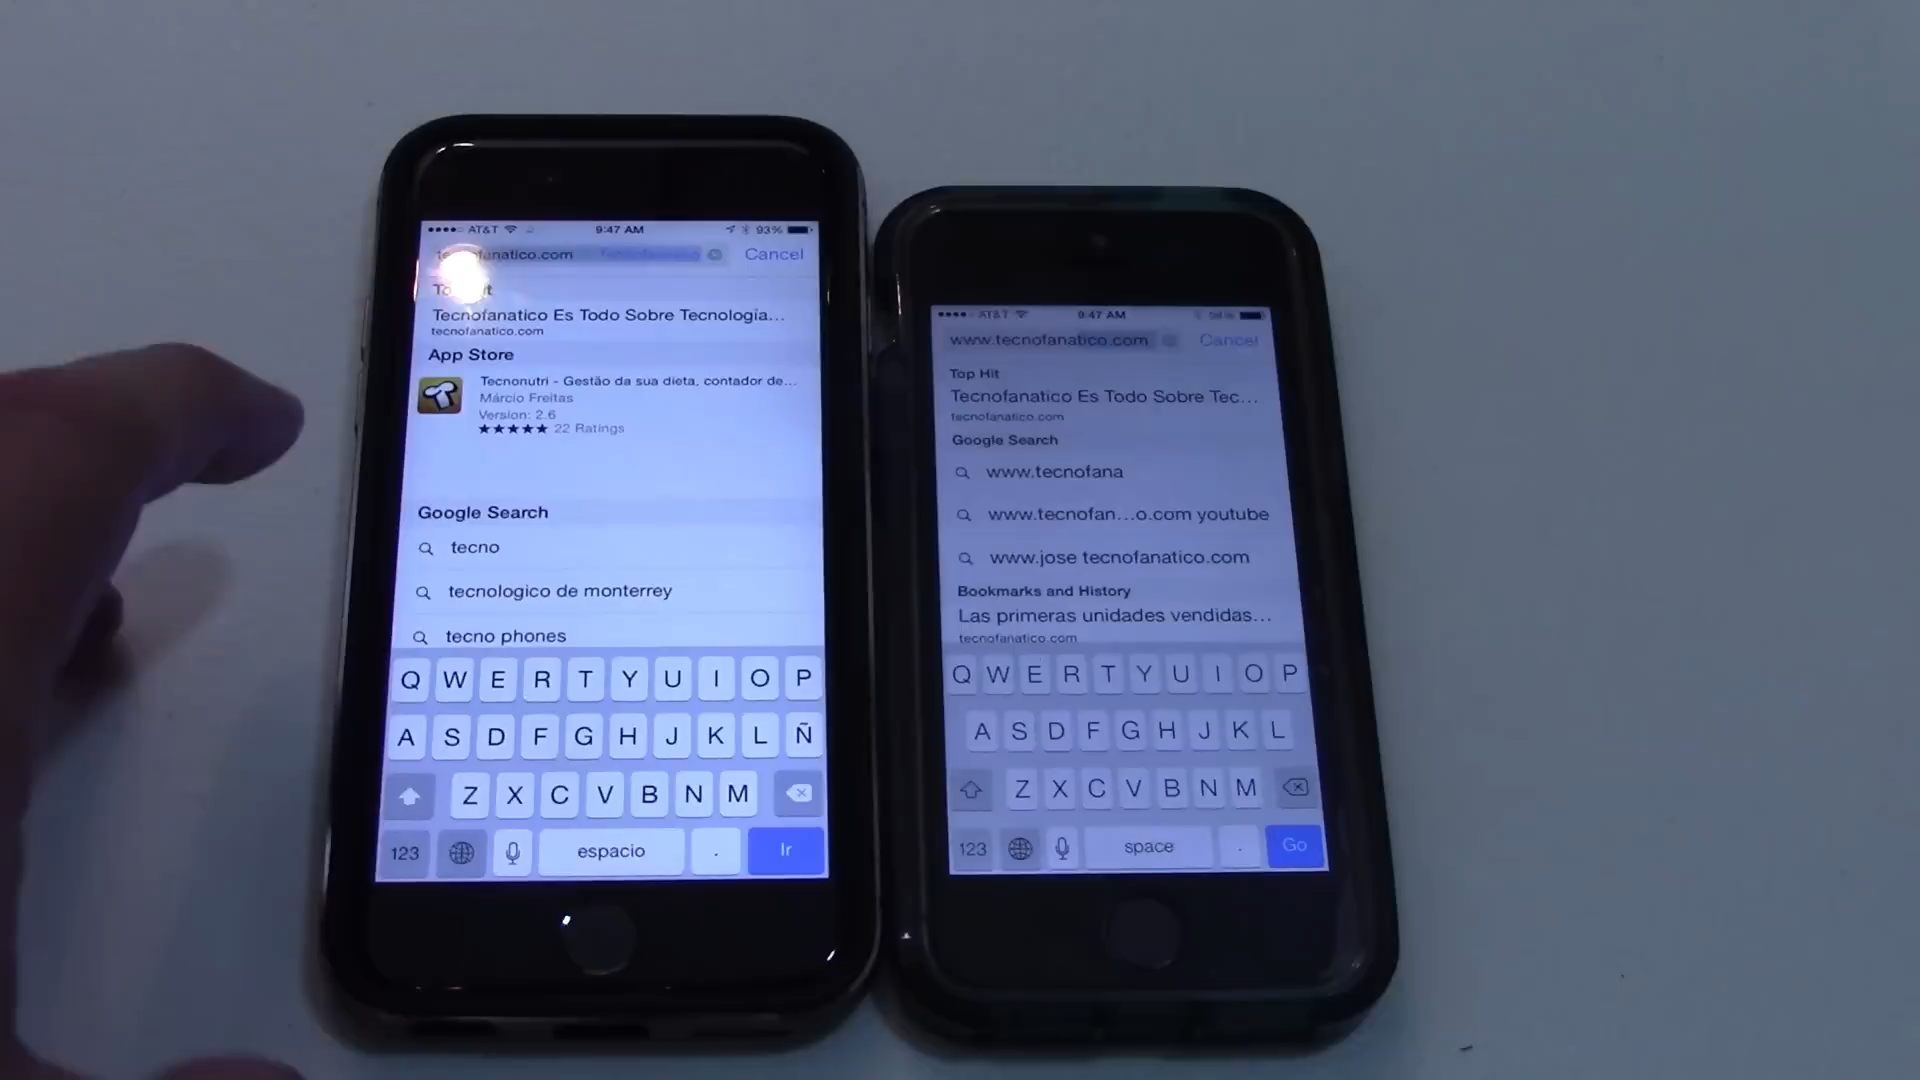 AT&T 9:47 AM 93%
tecnofanatico.com Cancel
Top Hit
Tecnofanatico Es Todo Sobre Tecnología...
tecnofanatico.com
App Store
Tecnonutri - Gestão da sua dieta, contador de...
Márcio Freitas
Version: 2.6
★★★★★ 22 Ratings
Google Search
tecno
tecnologico de monterrey
tecno phones
Q W E R T Y U I O P
A S D F G H J K L Ñ
Z X C V B N M
123 espacio . Ir
AT&T 9:47 AM
www.tecnofanatico.com Cancel
Top Hit
Tecnofanatico Es Todo Sobre Tec...
tecnofanatico.com
Google Search
www.tecnofana
www.tecnofan...o.com youtube
www.jose tecnofanatico.com
Bookmarks and History
Las primeras unidades vendidas...
tecnofanatico.com
Q W E R T Y U I O P
A S D F G H J K L
Z X C V B N M
123 space . Go